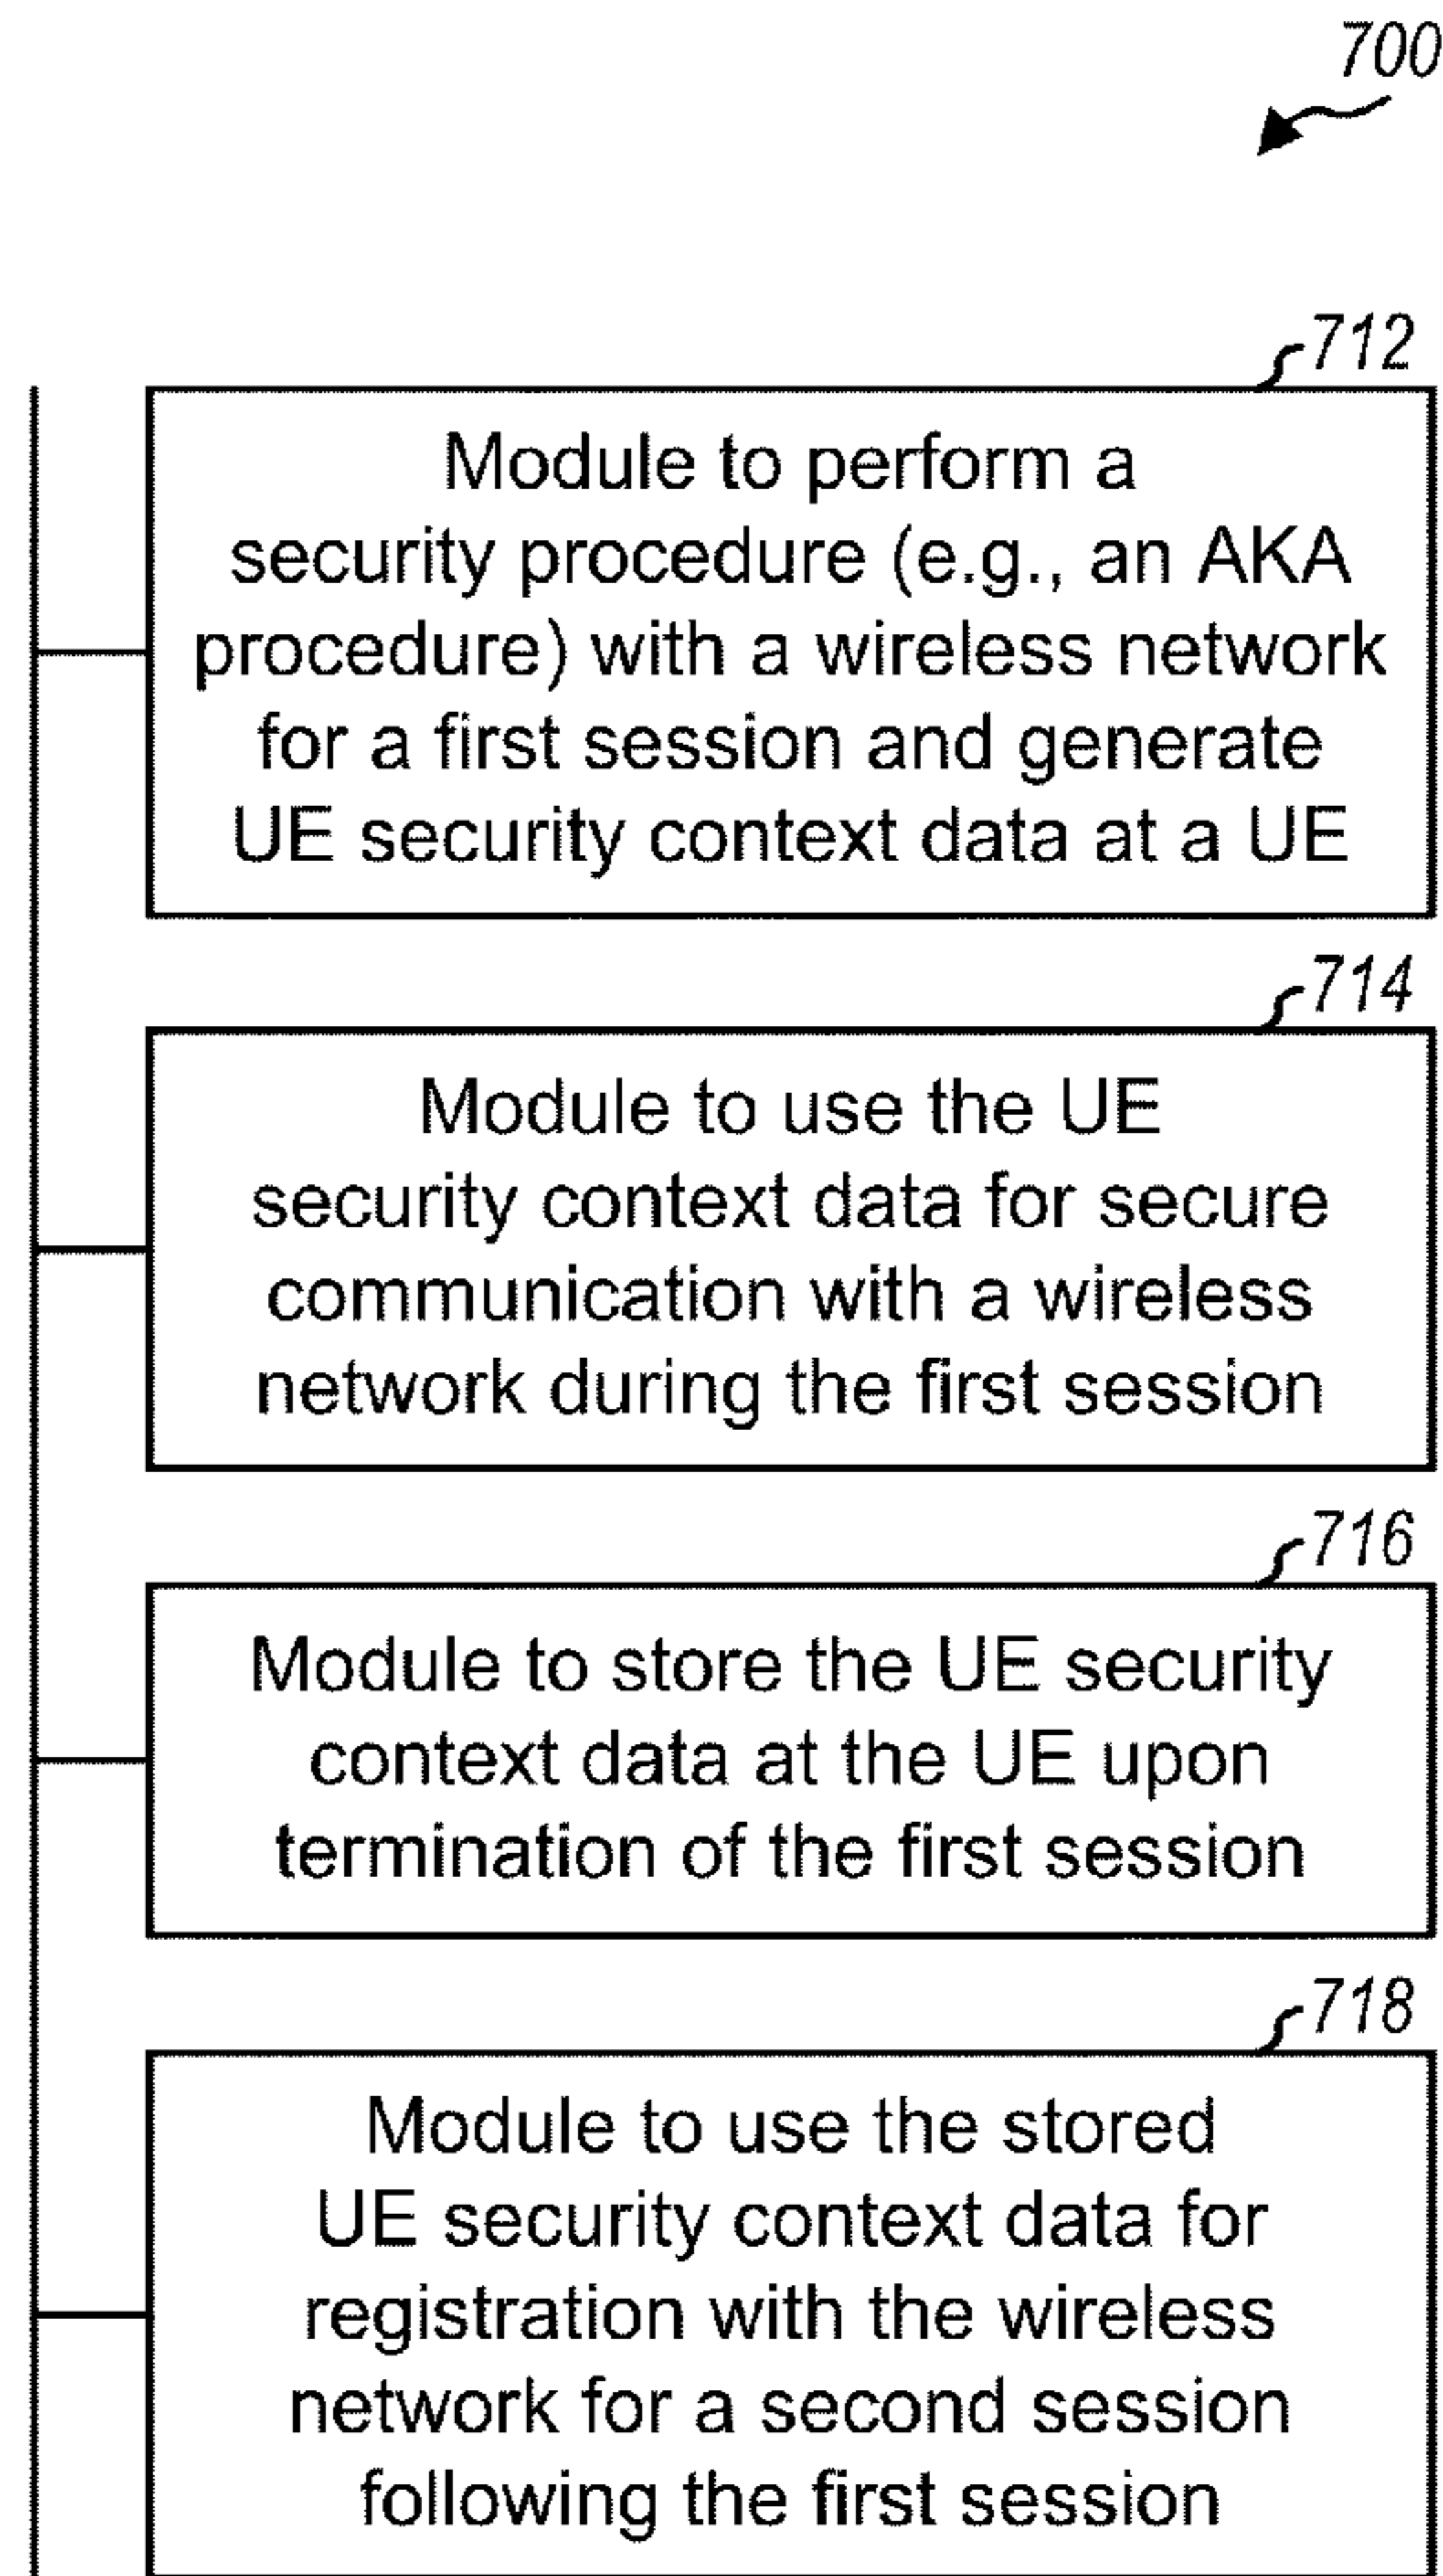 700
712
Module to perform a
security procedure (e.g., an AKA
procedure) with a wireless network
for a first session and generate
UE security context data at a UE
714
Module to use the UE
security context data for secure
communication with a wireless
network during the first session
716
Module to store the UE security
context data at the UE upon
termination of the first session
718
Module to use the stored
UE security context data for
registration with the wireless
network for a second session
following the first session